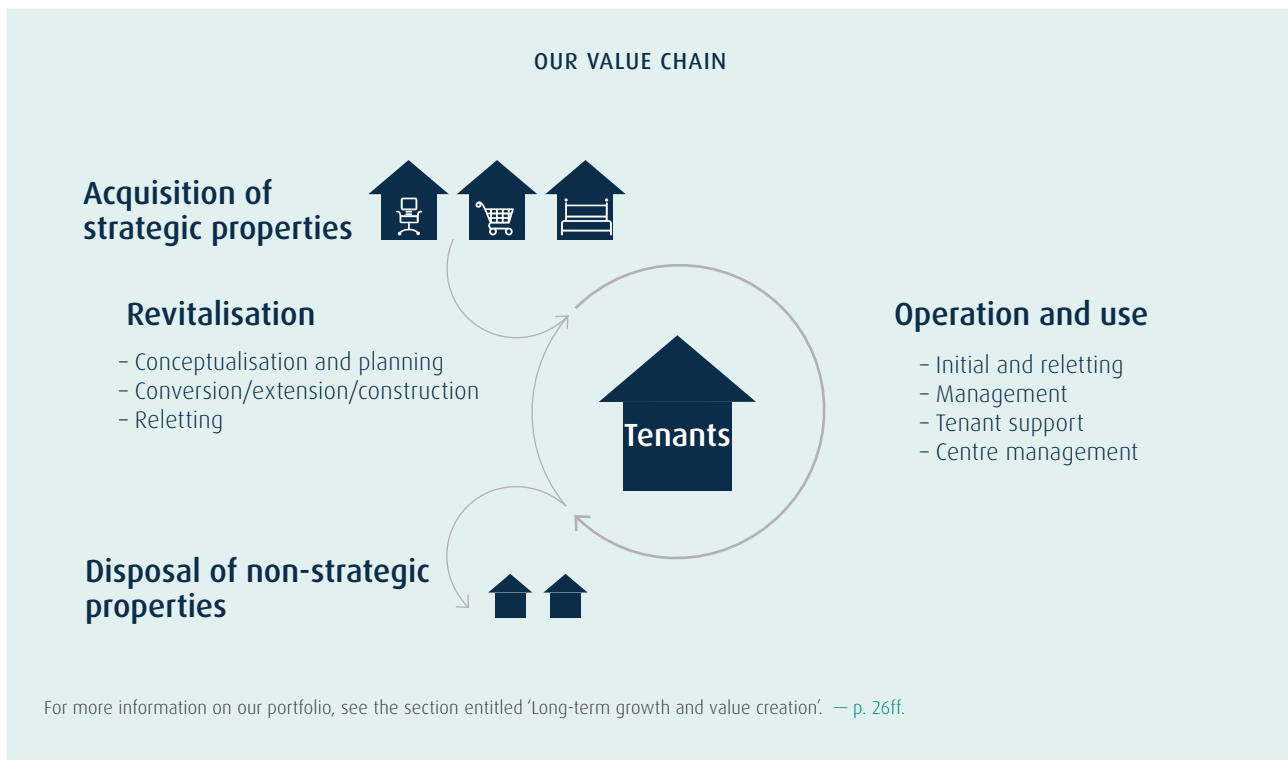 OUR VALUE CHAIN
Acquisition of
strategic properties
Revitalisation
– Conceptualisation and planning
– Conversion/extension/construction
– Reletting
Tenants
Operation and use
– Initial and reletting
– Management
– Tenant support
– Centre management
Disposal of non-strategic
properties
For more information on our portfolio, see the section entitled ‘Long-term growth and value creation’. — p. 26ff.